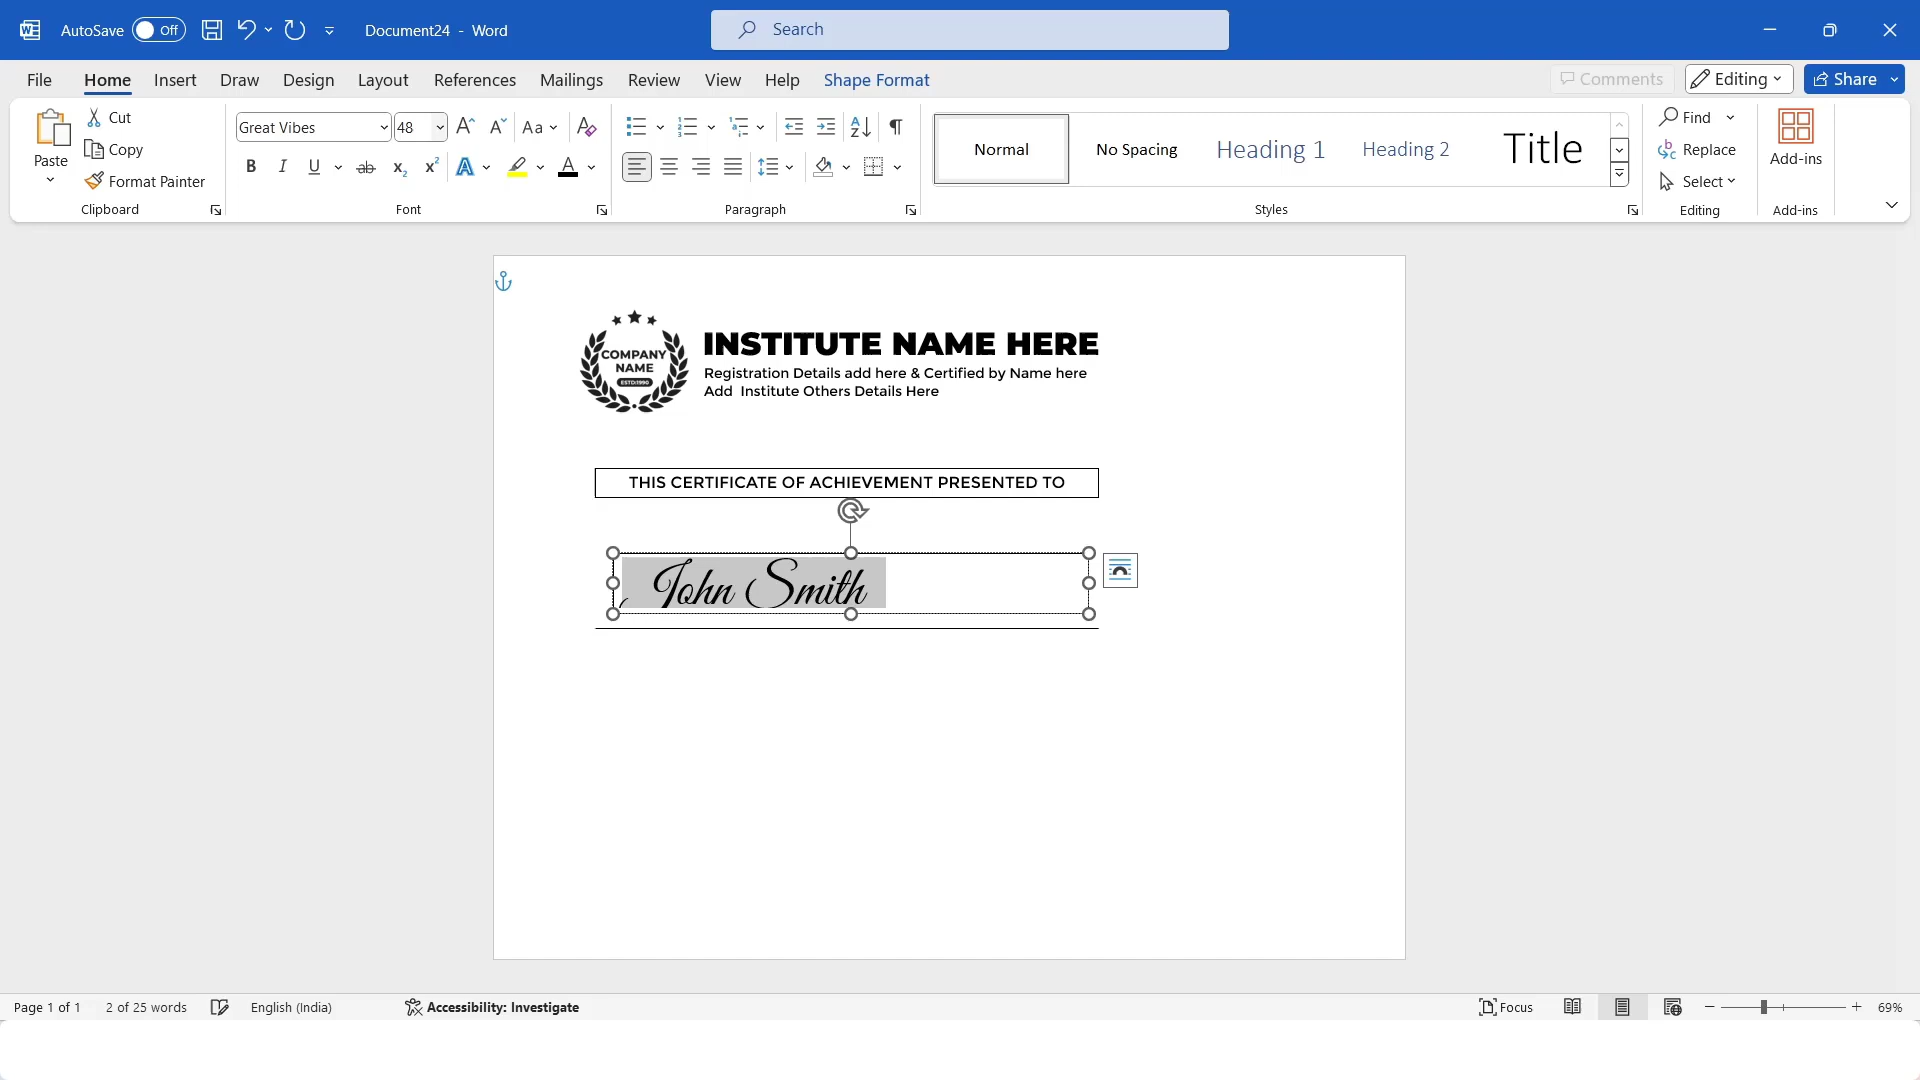 AutoSave Off Document24 - Word Search
File Home Insert Draw Design Layout References Mailings Review View Help Shape Format Comments Editing Share
Paste
Cut
Copy
Format Painter
Clipboard
Great Vibes 48
Font
Paragraph
Normal No Spacing Heading 1 Heading 2 Title
Styles
Find
Replace
Select
Editing
Add-ins
Add-ins
COMPANY
NAME
ESTD:1990
INSTITUTE NAME HERE
Registration Details add here & Certified by Name here
Add Institute Others Details Here
THIS CERTIFICATE OF ACHIEVEMENT PRESENTED TO
John Smith
Page 1 of 1 2 of 25 words English (India) Accessibility: Investigate Focus 69%